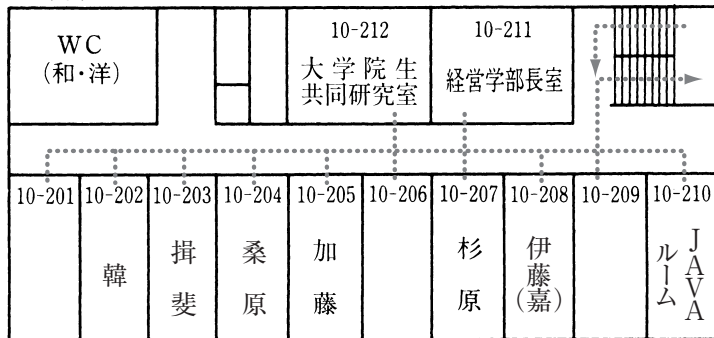 WC
(和・洋)
10-212
大学院生
共同研究室
10-211
経営学部長室
10-201
10-202
韓
10-203
揖斐
10-204
桑原
10-205
加藤
10-206
10-207
杉原
10-208
伊藤(嘉)
10-209
10-210
JAVA
ルーム